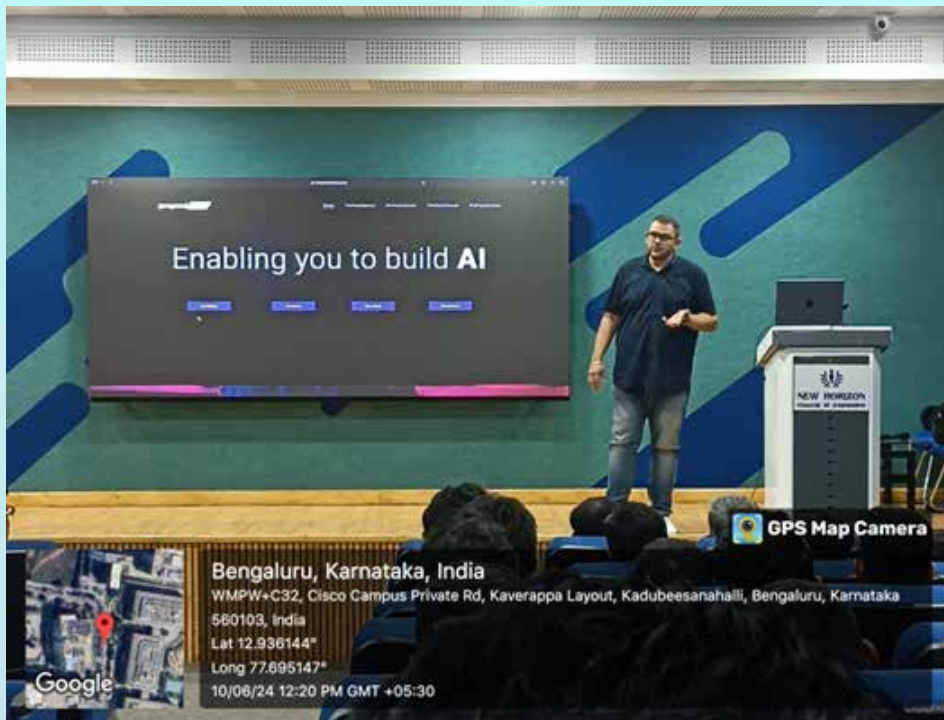 Enabling you to build AI
NEW HORIZON
GPS Map Camera
Bengaluru, Karnataka, India
WMPW+C32, Cisco Campus Private Rd, Kaverappa Layout, Kadubeesanahalli, Bengaluru, Karnataka
560103, India
Lat 12.936144°
Long 77.695147°
10/06/24 12:20 PM GMT +05:30
Google